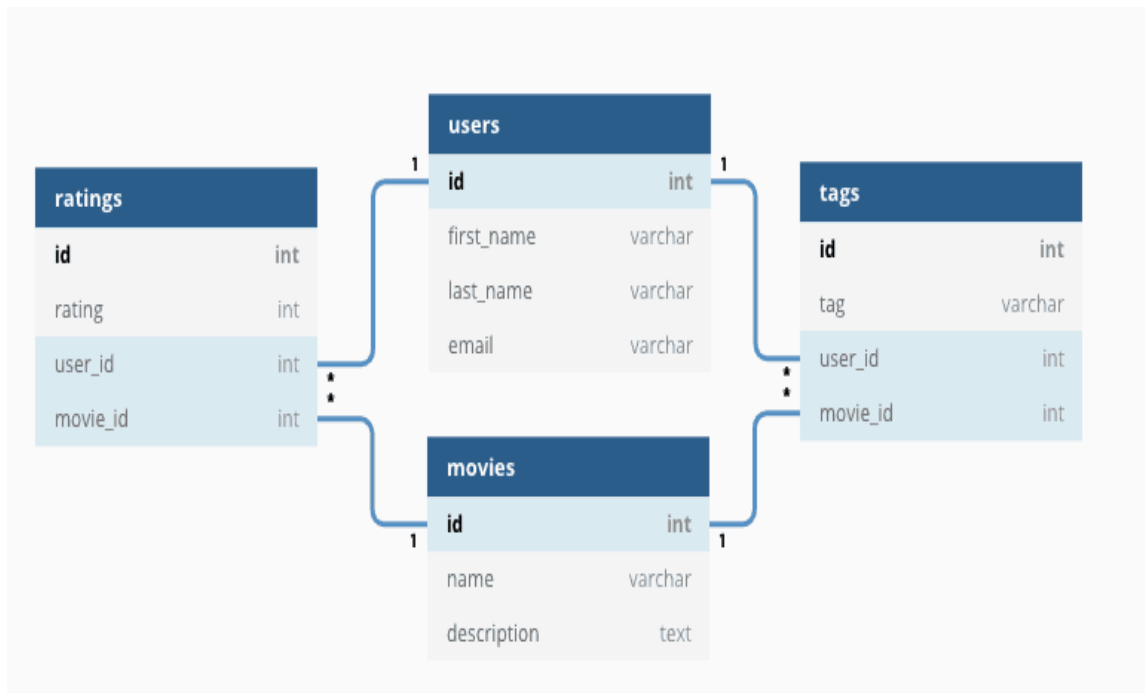 ratings
id int
rating int
user_id int
movie_id int
users
1 id int 1
first_name varchar
last_name varchar
email varchar
*
*
movies
1 id int 1
name varchar
description text
tags
id int
tag varchar
user_id int
movie_id int
*
*